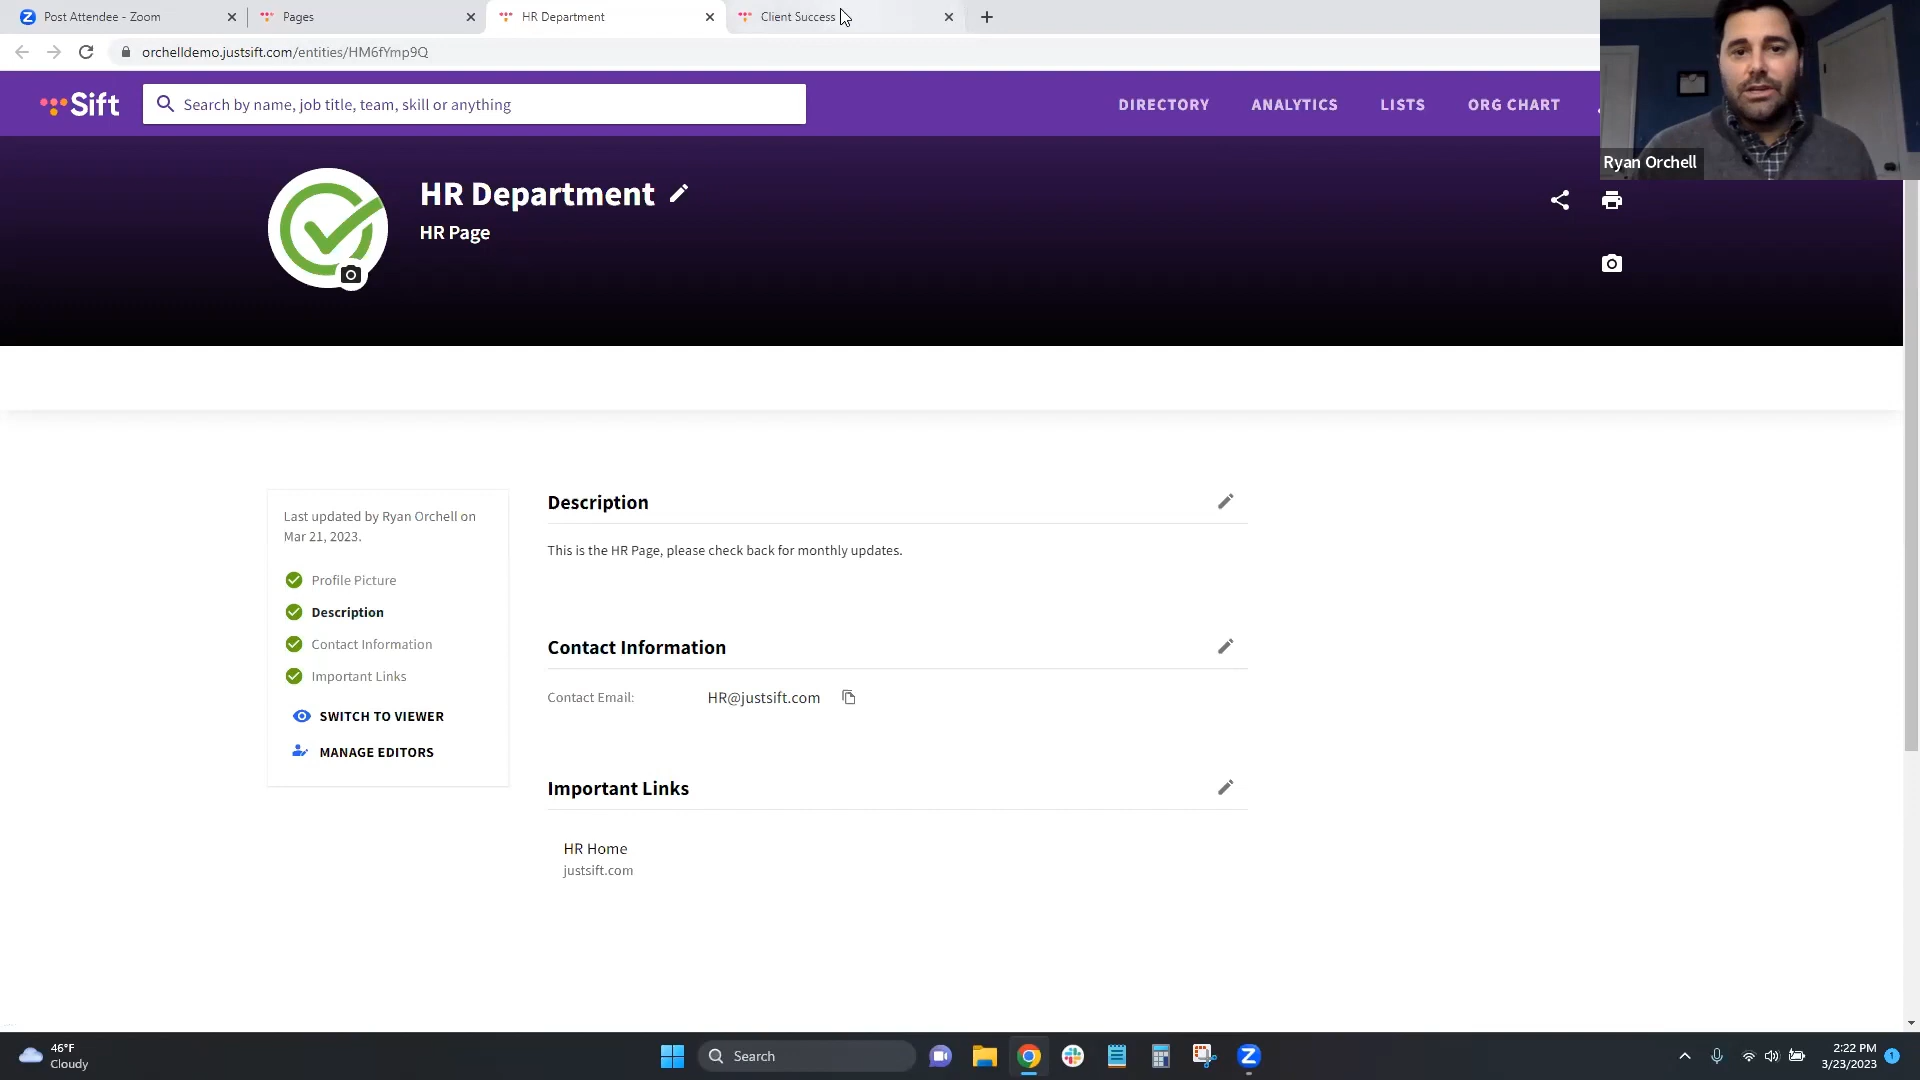 Post Attendee - Zoom
Pages
HR Department
Client Success
orchelldemo.justsift.com/entities/HM6fYmp9Q
Sift
Search by name, job title, team, skill or anything
DIRECTORY
ANALYTICS
LISTS
ORG CHART
Ryan Orchell
HR Department
HR Page
Last updated by Ryan Orchell on
Mar 21, 2023.
Profile Picture
Description
Contact Information
Important Links
SWITCH TO VIEWER
MANAGE EDITORS
Description
This is the HR Page, please check back for monthly updates.
Contact Information
Contact Email: HR@justsift.com
Important Links
HR Home
justsift.com
46°F
Cloudy
Search
2:22 PM
3/23/2023
1